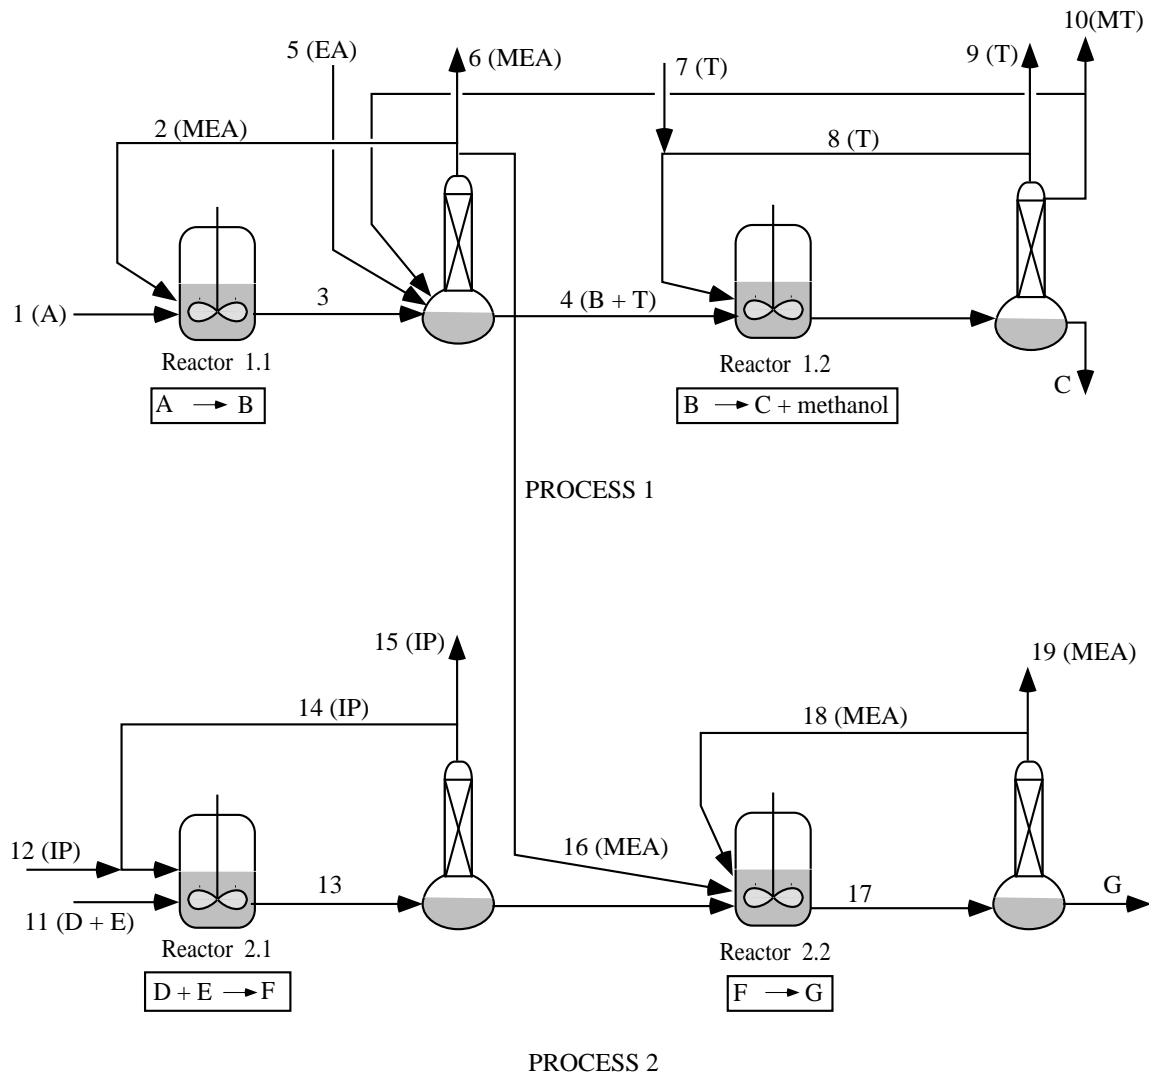 10(MT)
5 (EA)
6 (MEA)
7 (T)
9 (T)
2 (MEA)
8 (T)
1 (A)
3
4 (B + T)
Reactor 1.1
Reactor 1.2
C
A → B
B → C + methanol
PROCESS 1
15 (IP)
19 (MEA)
14 (IP)
18 (MEA)
12 (IP)
16 (MEA)
13
17
G
11 (D + E)
Reactor 2.1
Reactor 2.2
D + E → F
F → G
PROCESS 2